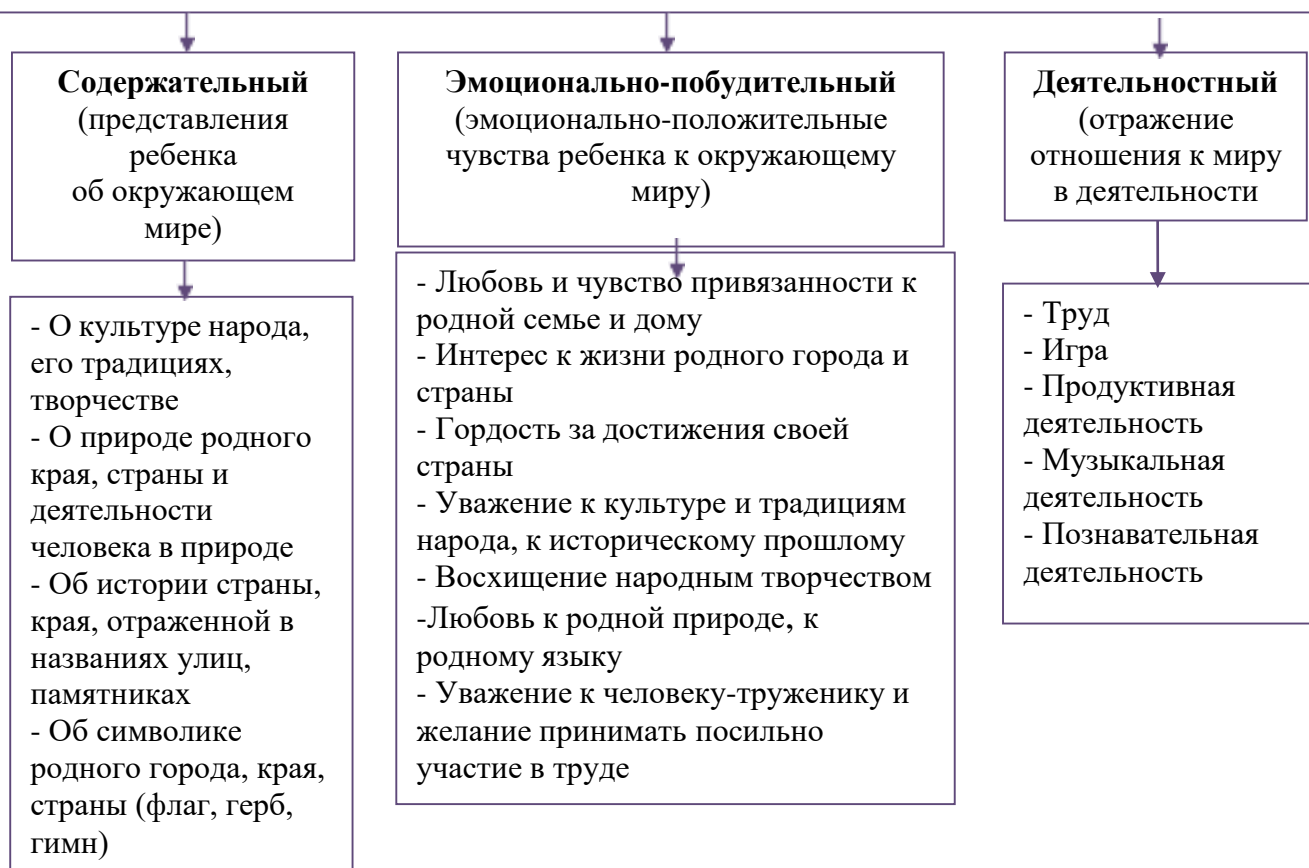 Содержательный
(представления
ребенка
об окружающем
мире)
- О культуре народа,
его традициях,
творчестве
- О природе родного
края, страны и
деятельности
человека в природе
- Об истории страны,
края, отраженной в
названиях улиц,
памятниках
- Об символике
родного города, края,
страны (флаг, герб,
гимн)
Эмоционально-побудительный
(эмоционально-положительные
чувства ребенка к окружающему
миру)
- Любовь и чувство привязанности к
родной семье и дому
- Интерес к жизни родного города и
страны
- Гордость за достижения своей
страны
- Уважение к культуре и традициям
народа, к историческому прошлому
- Восхищение народным творчеством
-Любовь к родной природе, к
родному языку
- Уважение к человеку-труженику и
желание принимать посильно
участие в труде
Деятельностный
(отражение
отношения к миру
в деятельности
- Труд
- Игра
- Продуктивная
деятельность
- Музыкальная
деятельность
- Познавательная
деятельность